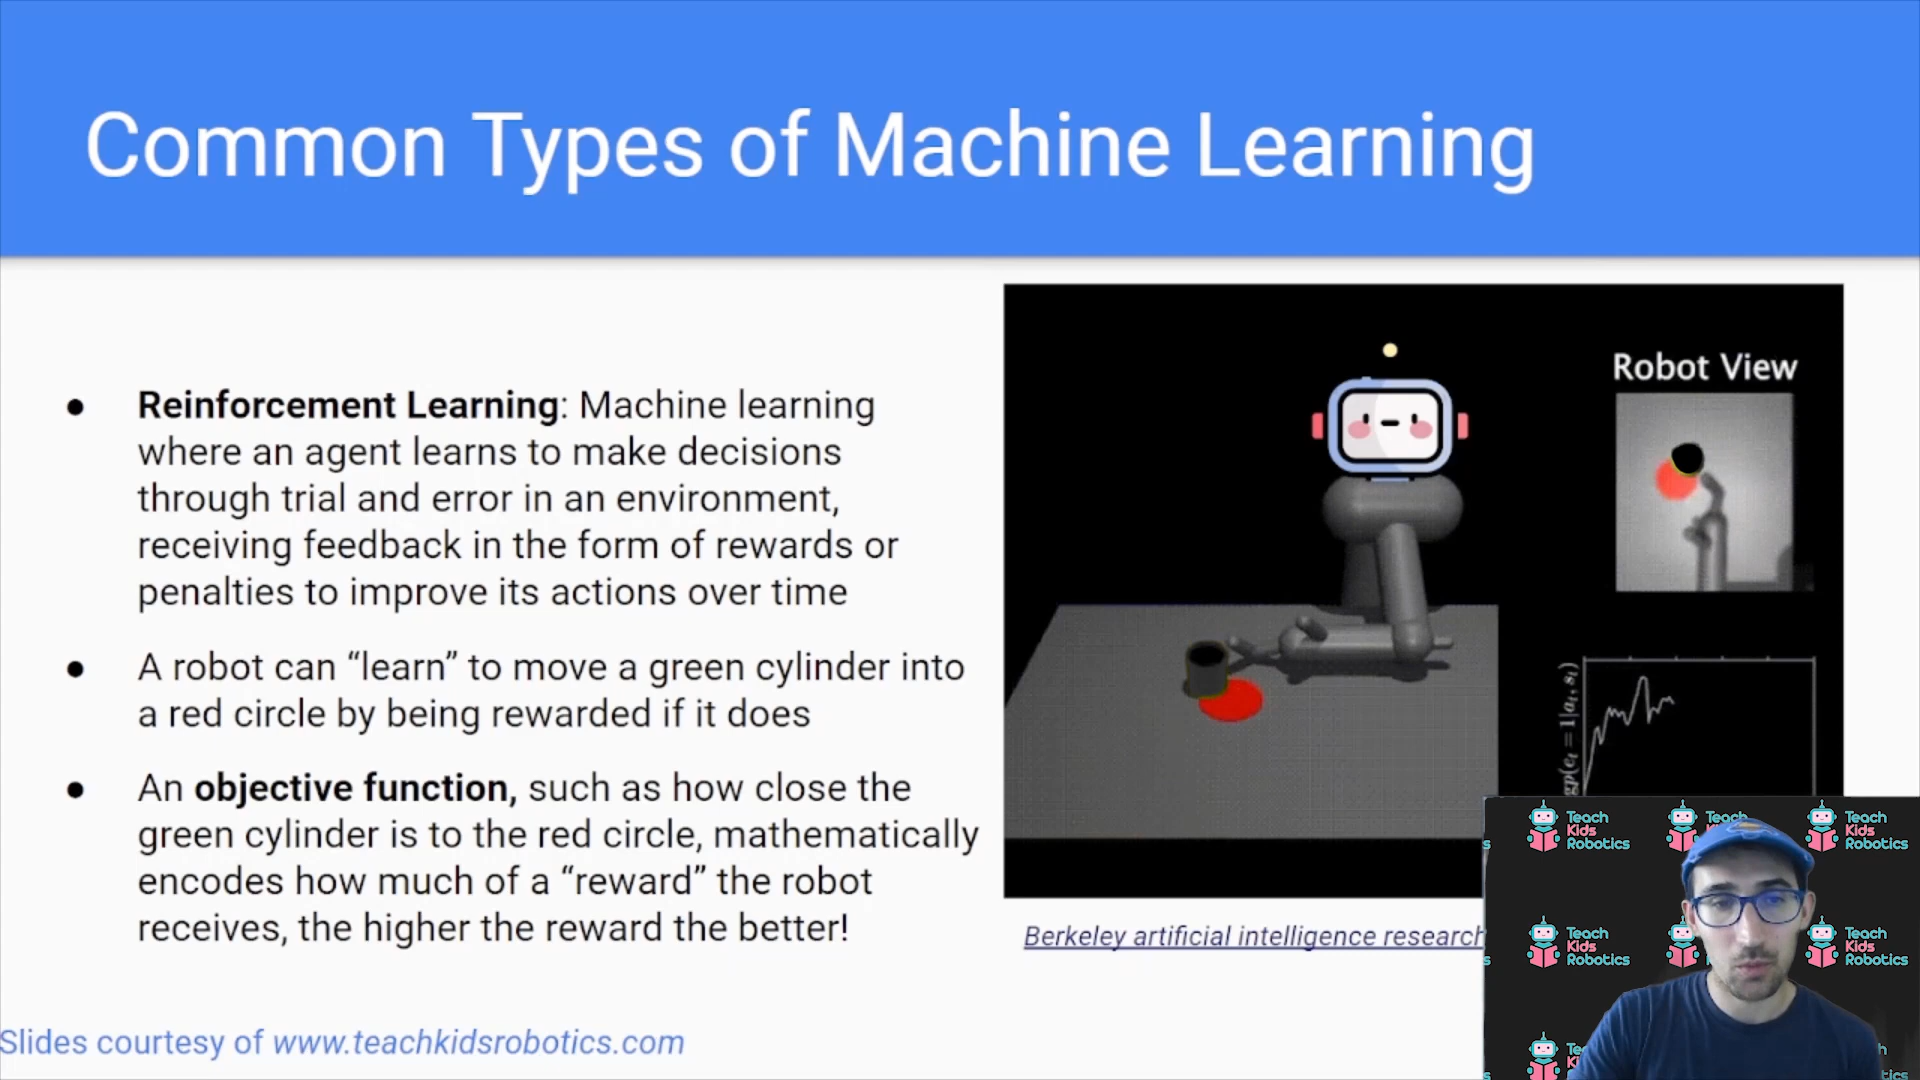 Common Types of Machine Learning
● Reinforcement Learning: Machine learning
where an agent learns to make decisions
through trial and error in an environment,
receiving feedback in the form of rewards or
penalties to improve its actions over time
● A robot can “learn” to move a green cylinder into
a red circle by being rewarded if it does
● An objective function, such as how close the
green cylinder is to the red circle, mathematically
encodes how much of a “reward” the robot
receives, the higher the reward the better!
Robot View
Berkeley artificial intelligence research
Slides courtesy of www.teachkidsrobotics.com
Teach
Kids
Robotics
Teach
Teach
Kids
Robotics
Teach
Kids
Robotics
Teach
Kids
Robotics